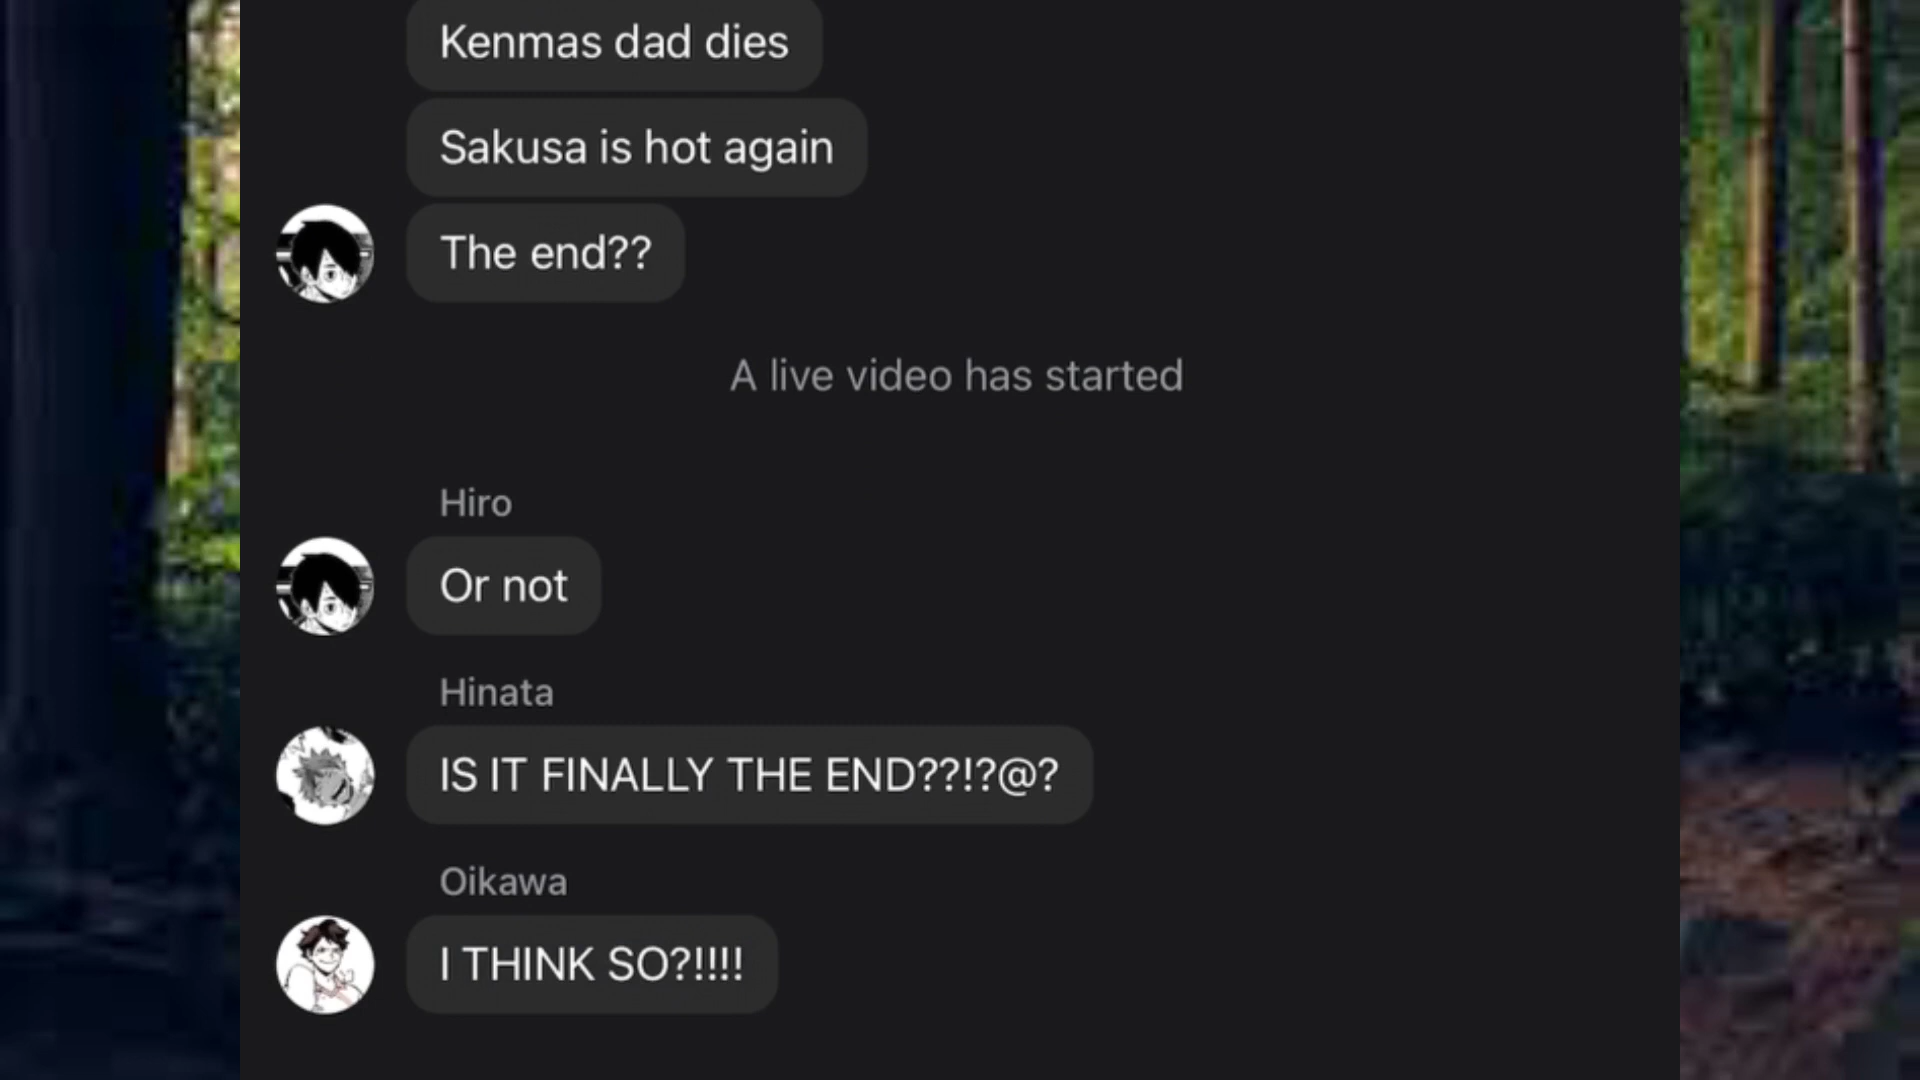 Kenmas dad dies
Sakusa is hot again
The end??
A live video has started
Hiro
Or not
Hinata
IS IT FINALLY THE END??!?@?
Oikawa
I THINK SO?!!!!